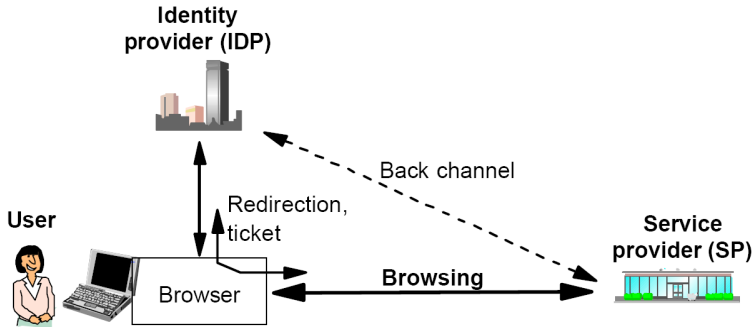 Identity
provider (IDP)
Back channel
Redirection,
ticket
User
Service
provider (SP)
Browsing
Browser